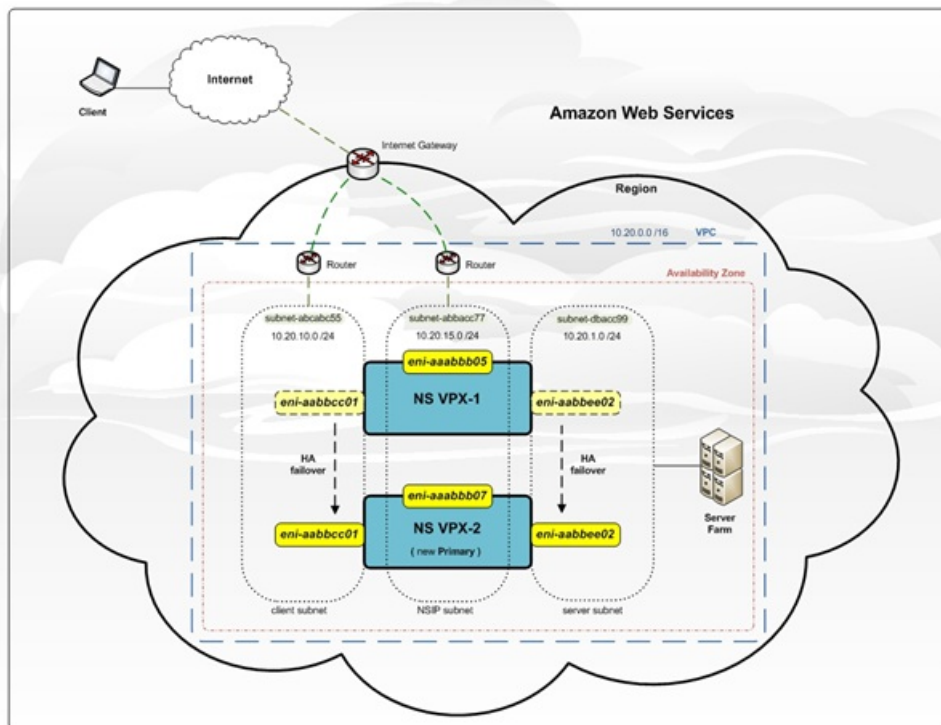 Internet
Client
Amazon Web Services
Internet Gateway
Region
10.20.0.0 /16 VPC
Router
Router
Availability Zone
subnet-abcabc55
subnet-abbacc77
subnet-dbacc99
10.20.10.0 /24
10.20.15.0 /24
10.20.1.0 /24
eni-aaabbb05
NS VPX-1
eni-aabbcc01
eni-aabbee02
HA
failover
HA
failover
eni-aaabbb07
NS VPX-2
( new Primary )
eni-aabbcc01
eni-aabbee02
Server
Farm
client subnet
NSIP subnet
server subnet